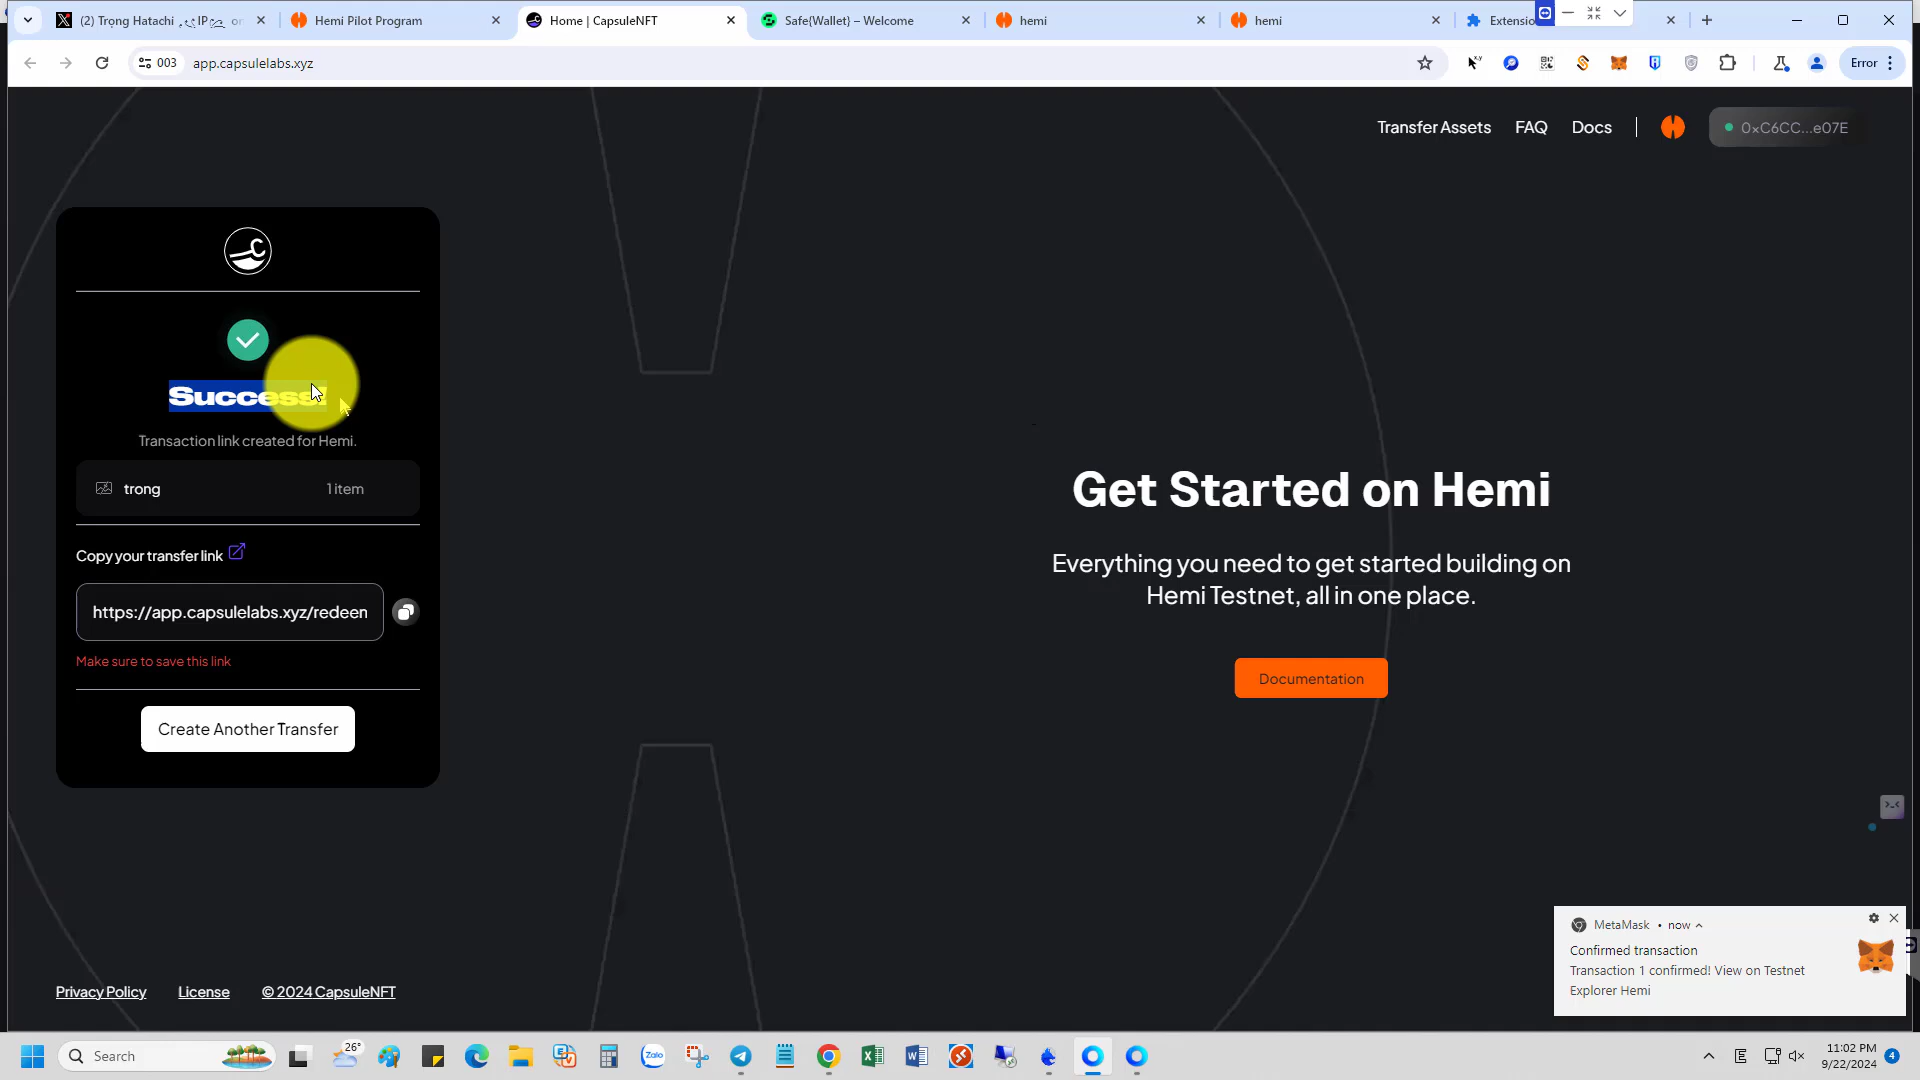 (2) Trọng Hatachi
Hemi Pilot Program
Home | CapsuleNFT
Safe{Wallet} – Welcome
hemi
hemi
Extensio
003
app.capsulelabs.xyz
Error
Transfer Assets
FAQ
Docs
0xC6CC...e07E
Success!
Transaction link created for Hemi.
trong
1 item
Copy your transfer link
https://app.capsulelabs.xyz/redeen
Make sure to save this link
Create Another Transfer
Get Started on Hemi
Everything you need to get started building on
Hemi Testnet, all in one place.
Documentation
MetaMask • now
Confirmed transaction
Transaction 1 confirmed! View on Testnet
Explorer Hemi
Privacy Policy
License
© 2024 CapsuleNFT
Search
26°
Zalo
11:02 PM
9/22/2024
4